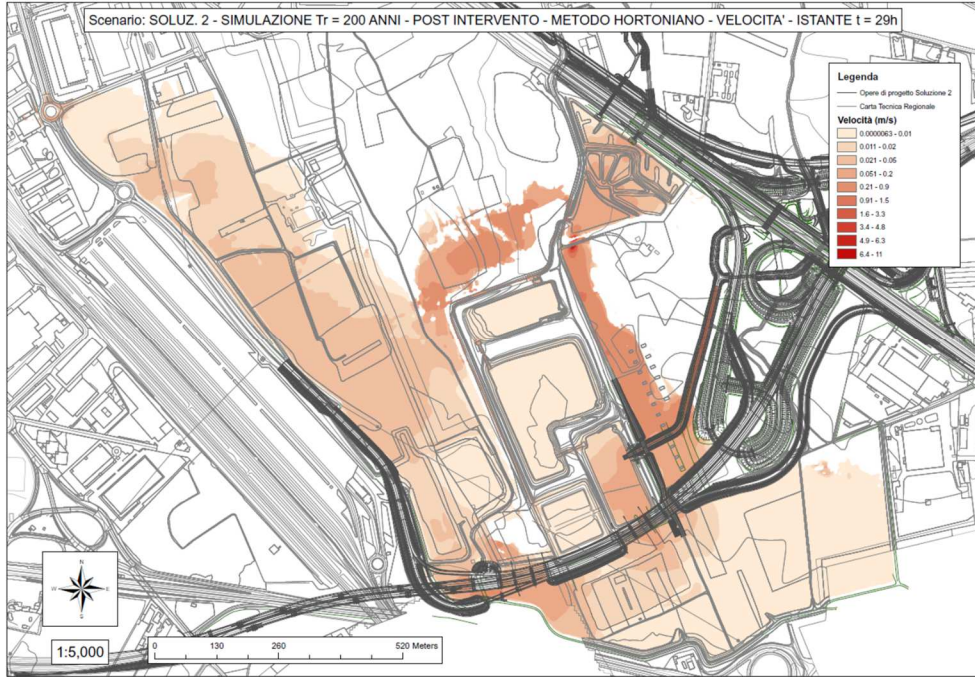 Scenario: SOLUZ. 2 - SIMULAZIONE Tr = 200 ANNI - POST INTERVENTO - METODO HORTONIANO - VELOCITA' - ISTANTE t = 29h
Legenda
Opere di progetto Soluzione 2
Carta Tecnica Regionale
Velocità (m/s)
0.0000063 - 0.01
0.011 - 0.02
0.021 - 0.05
0.051 - 0.2
0.21 - 0.9
0.91 - 1.5
1.6 - 3.3
3.4 - 4.8
4.9 - 6.3
6.4 - 11
N
W E
S
1:5,000
0 130 260 520 Meters